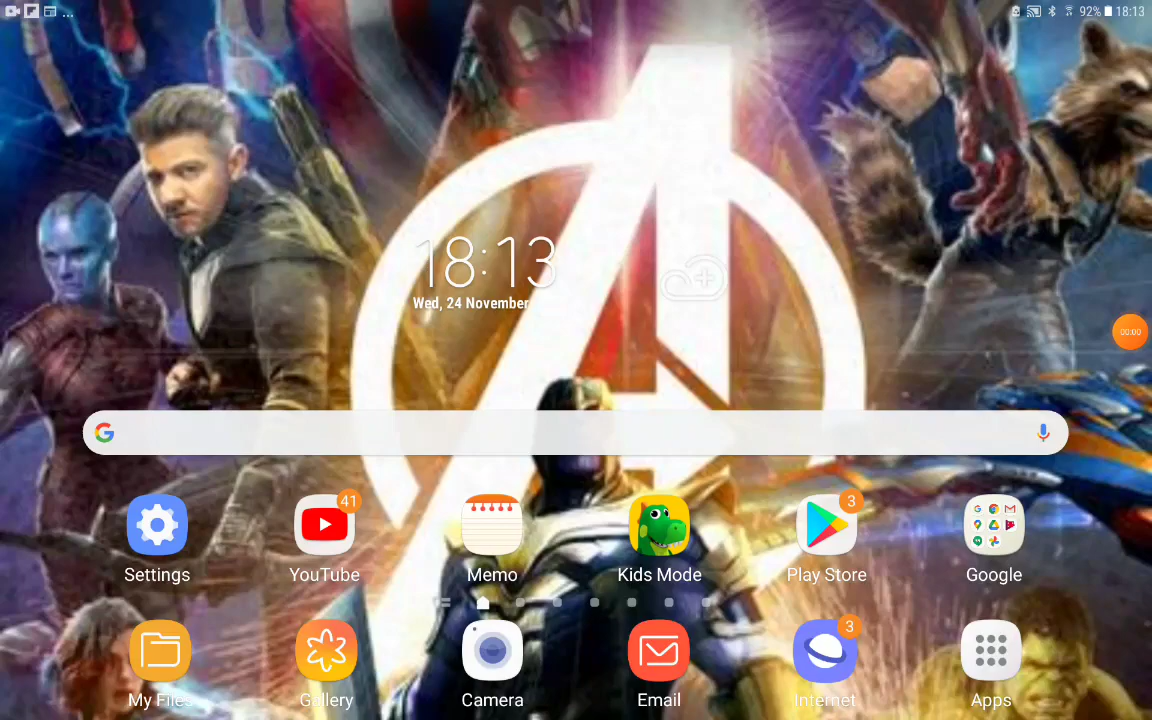 ... 92% 18:13
18:13
Wed, 24 November
00:00
41
3
Settings YouTube Memo Kids Mode Play Store Google
3
My Files Gallery Camera Email Internet Apps